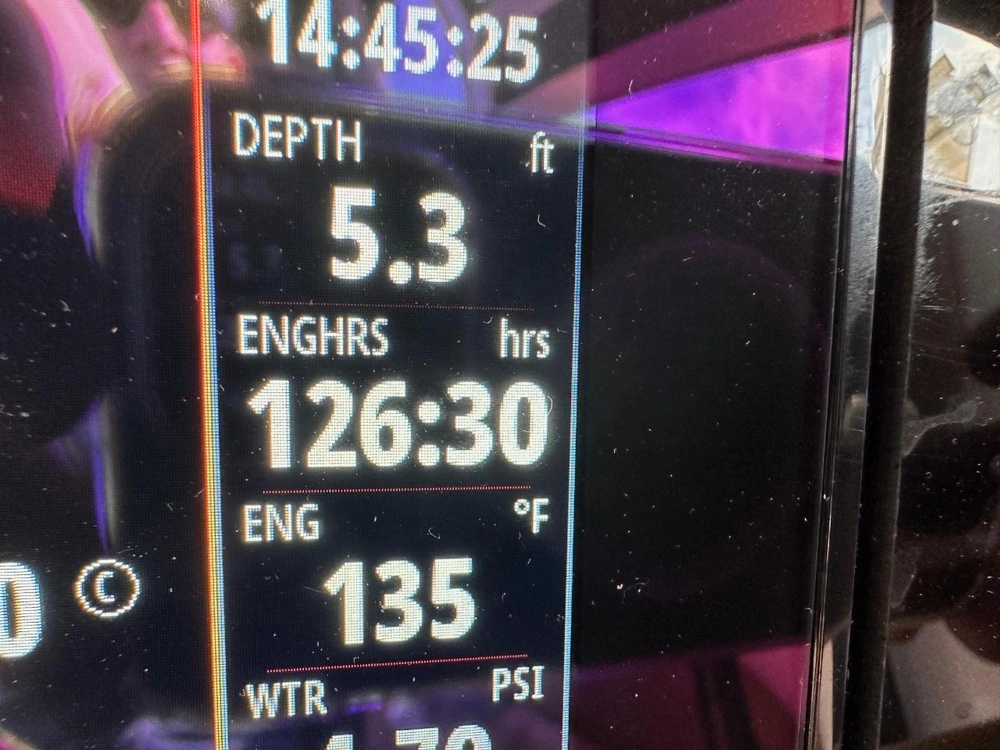 14:45:25
DEPTH ft
5.3
ENGHRS hrs
126:30
ENG °F
135
© 
WTR PSI